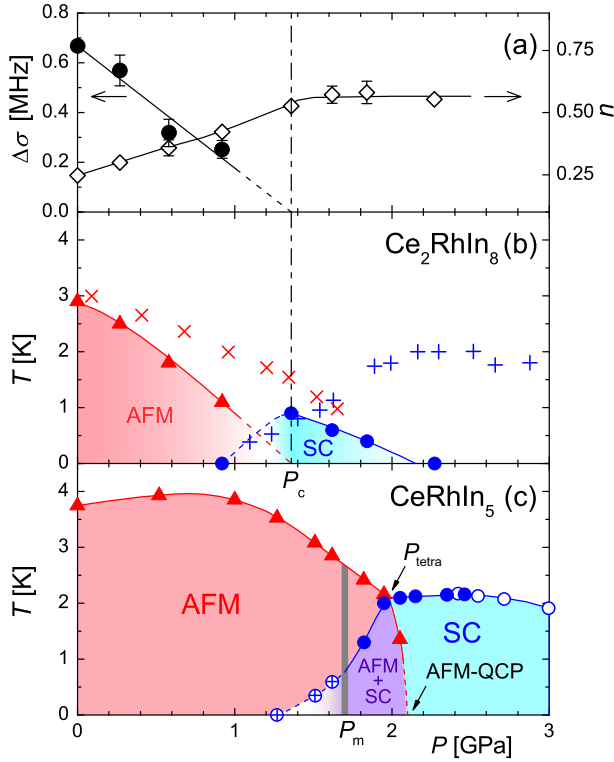 (a)
Δσ [MHz]
0.8
0.6
0.4
0.2
0.0
n
0.75
0.50
0.25
Ce2RhIn8 (b)
T [K]
4
3
2
1
0
AFM
SC
Pc
CeRhIn5 (c)
T [K]
4
3
2
1
0
AFM
Ptetra
SC
AFM
+
SC
AFM-QCP
0 1 2 3
Pm
P [GPa]